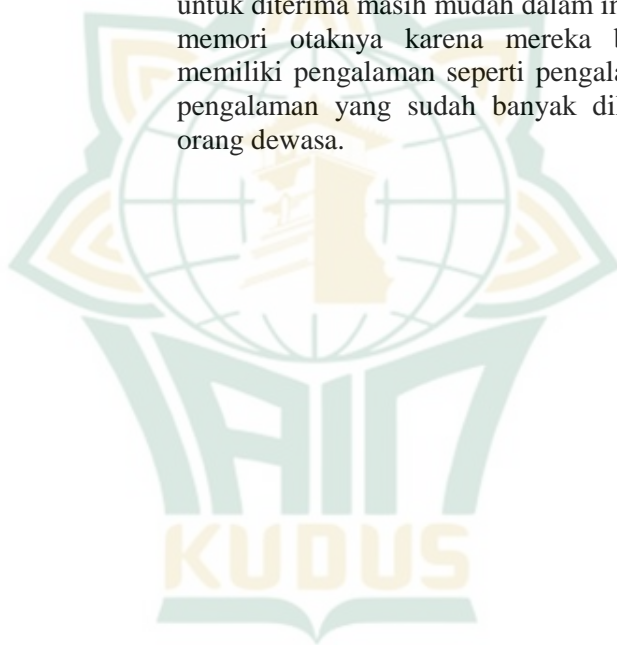 untuk diterima masih mudah dalam
memori otaknya karena mereka
memiliki pengalaman seperti
pengalaman yang sudah banyak
orang dewasa.
IAIN
KUDUS